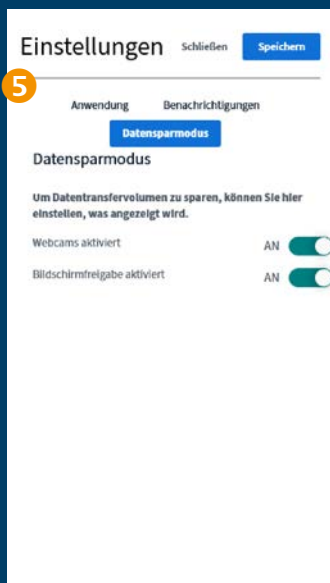 Einstellungen Schließen Speichern
5
Anwendung Benachrichtigungen
Datensparmodus
Datensparmodus
Um Datentransfervolumen zu sparen, können Sie hier
einstellen, was angezeigt wird.
Webcams aktiviert AN
Bildschirmfreigabe aktiviert AN